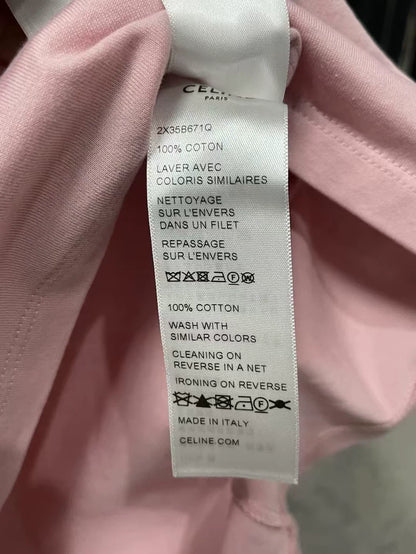 CELINE
PARIS
2X35B671Q
100% COTON
LAVER AVEC
COLORIS SIMILAIRES
NETTOYAGE
SUR L'ENVERS
DANS UN FILET
REPASSAGE
SUR L'ENVERS
100% COTTON
WASH WITH
SIMILAR COLORS
CLEANING ON
REVERSE IN A NET
IRONING ON REVERSE
MADE IN ITALY
CELINE.COM